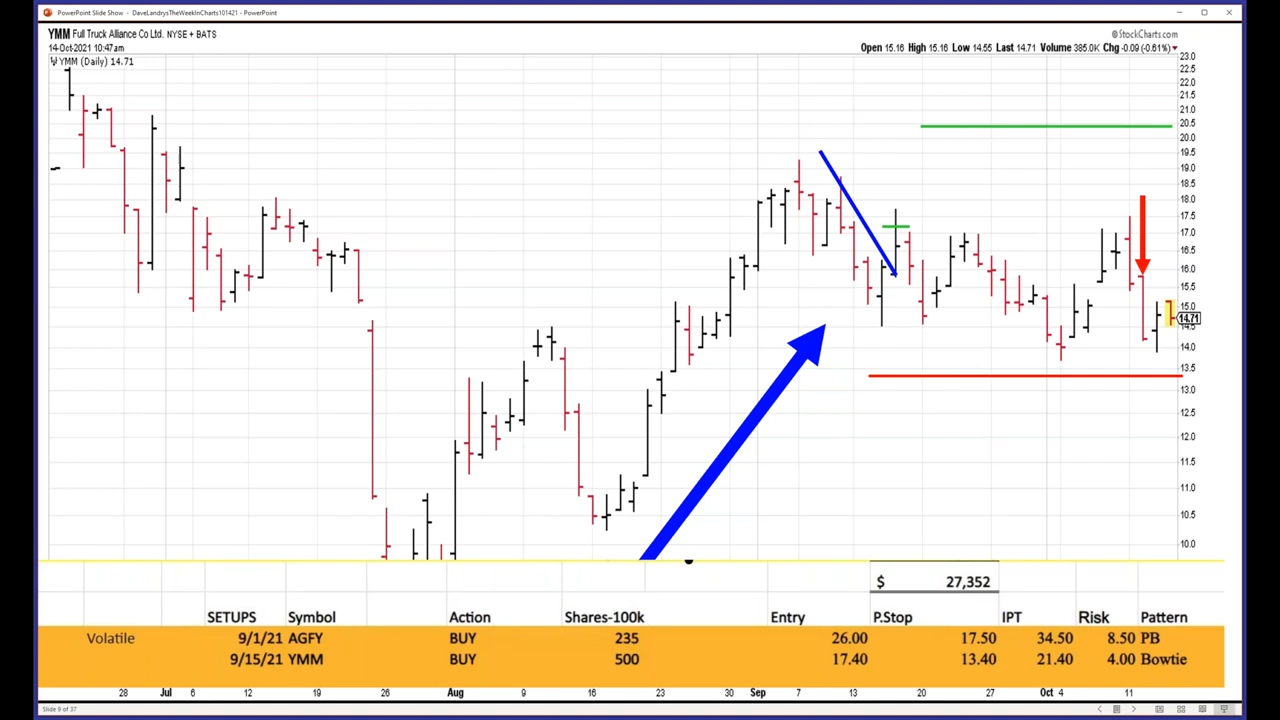 PowerPoint Slide Show - DaveLandrysTheWeekInCharts101421 - PowerPoint
YMM Full Truck Alliance Co Ltd. NYSE + BATS
© StockCharts.com
14-Oct-2021 10:47am
Open 15.16 High 15.16 Low 14.55 Last 14.71 Volume 385.0K Chg -0.09 (-0.61%)
YMM (Daily) 14.71
23.0
22.5
22.0
21.5
21.0
20.5
20.0
19.5
19.0
18.5
18.0
17.5
17.0
16.5
16.0
15.5
15.0
14.71
14.5
14.0
13.5
13.0
12.5
12.0
11.5
11.0
10.5
10.0
$ 27,352
SETUPS Symbol Action Shares-100k Entry P.Stop IPT Risk Pattern
Volatile 9/1/21 AGFY BUY 235 26.00 17.50 34.50 8.50 PB
9/15/21 YMM BUY 500 17.40 13.40 21.40 4.00 Bowtie
28 Jul 6 12 19 26 Aug 9 16 23 30 Sep 7 13 20 27 Oct 4 11
Slide 9 of 37